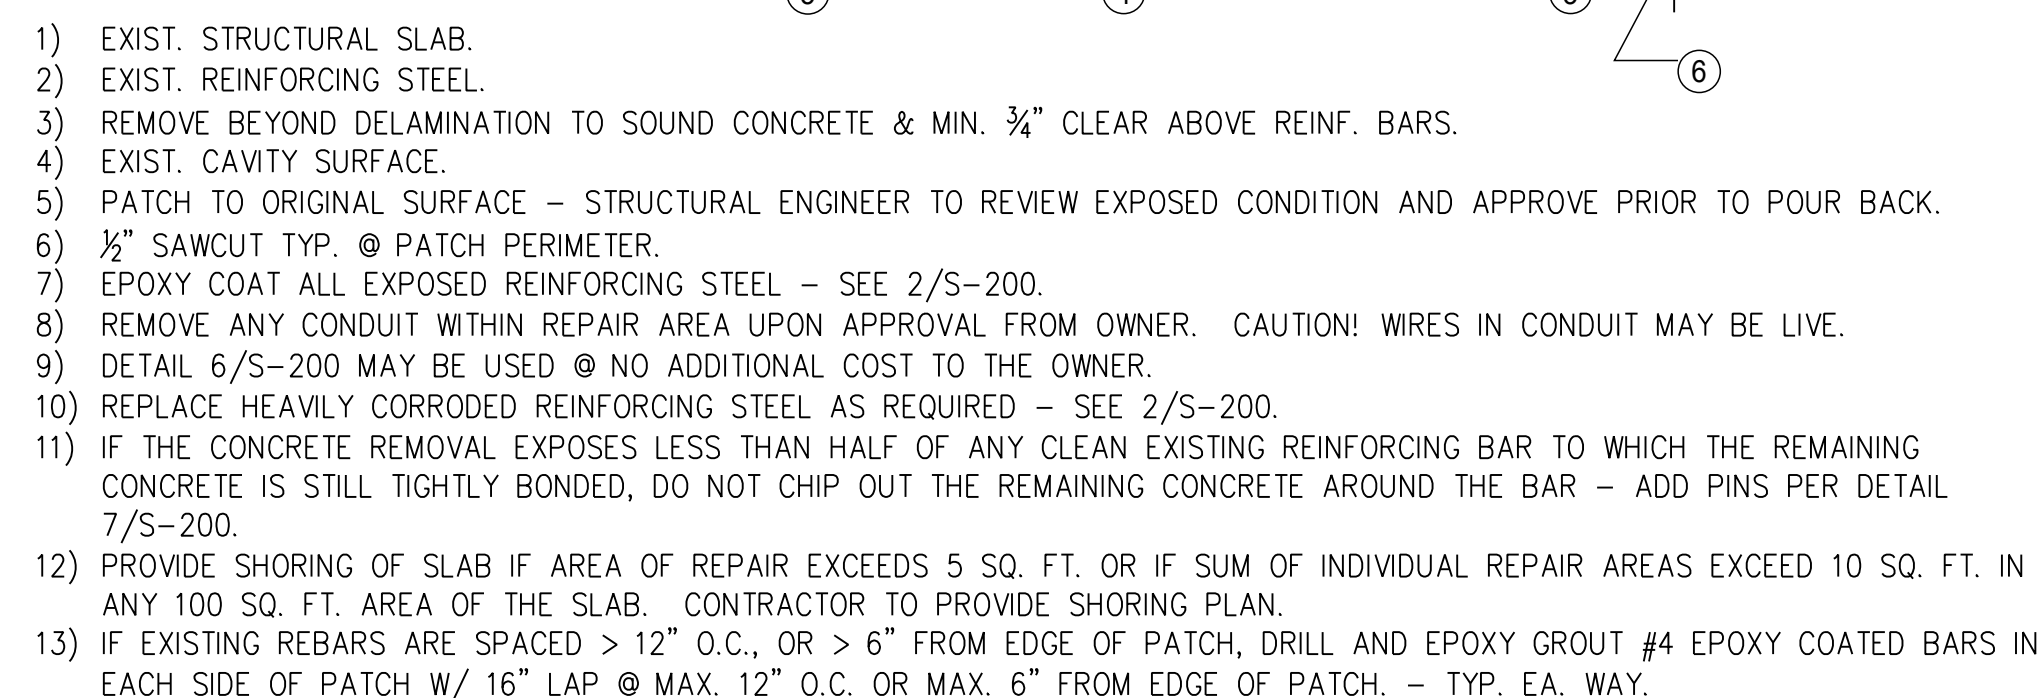 6
1) EXIST. STRUCTURAL SLAB.
2) EXIST. REINFORCING STEEL.
3) REMOVE BEYOND DELAMINATION TO SOUND CONCRETE & MIN. ¾” CLEAR ABOVE REINF. BARS.
4) EXIST. CAVITY SURFACE.
5) PATCH TO ORIGINAL SURFACE – STRUCTURAL ENGINEER TO REVIEW EXPOSED CONDITION AND APPROVE PRIOR TO POUR BACK.
6) ½” SAWCUT TYP. @ PATCH PERIMETER.
7) EPOXY COAT ALL EXPOSED REINFORCING STEEL – SEE 2/S–200.
8) REMOVE ANY CONDUIT WITHIN REPAIR AREA UPON APPROVAL FROM OWNER. CAUTION! WIRES IN CONDUIT MAY BE LIVE.
9) DETAIL 6/S–200 MAY BE USED @ NO ADDITIONAL COST TO THE OWNER.
10) REPLACE HEAVILY CORRODED REINFORCING STEEL AS REQUIRED – SEE 2/S–200.
11) IF THE CONCRETE REMOVAL EXPOSES LESS THAN HALF OF ANY CLEAN EXISTING REINFORCING BAR TO WHICH THE REMAINING
CONCRETE IS STILL TIGHTLY BONDED, DO NOT CHIP OUT THE REMAINING CONCRETE AROUND THE BAR – ADD PINS PER DETAIL
7/S–200.
12) PROVIDE SHORING OF SLAB IF AREA OF REPAIR EXCEEDS 5 SQ. FT. OR IF SUM OF INDIVIDUAL REPAIR AREAS EXCEED 10 SQ. FT. IN
ANY 100 SQ. FT. AREA OF THE SLAB. CONTRACTOR TO PROVIDE SHORING PLAN.
13) IF EXISTING REBARS ARE SPACED > 12” O.C., OR > 6” FROM EDGE OF PATCH, DRILL AND EPOXY GROUT #4 EPOXY COATED BARS IN
EACH SIDE OF PATCH W/ 16” LAP @ MAX. 12” O.C. OR MAX. 6” FROM EDGE OF PATCH. – TYP. EA. WAY.